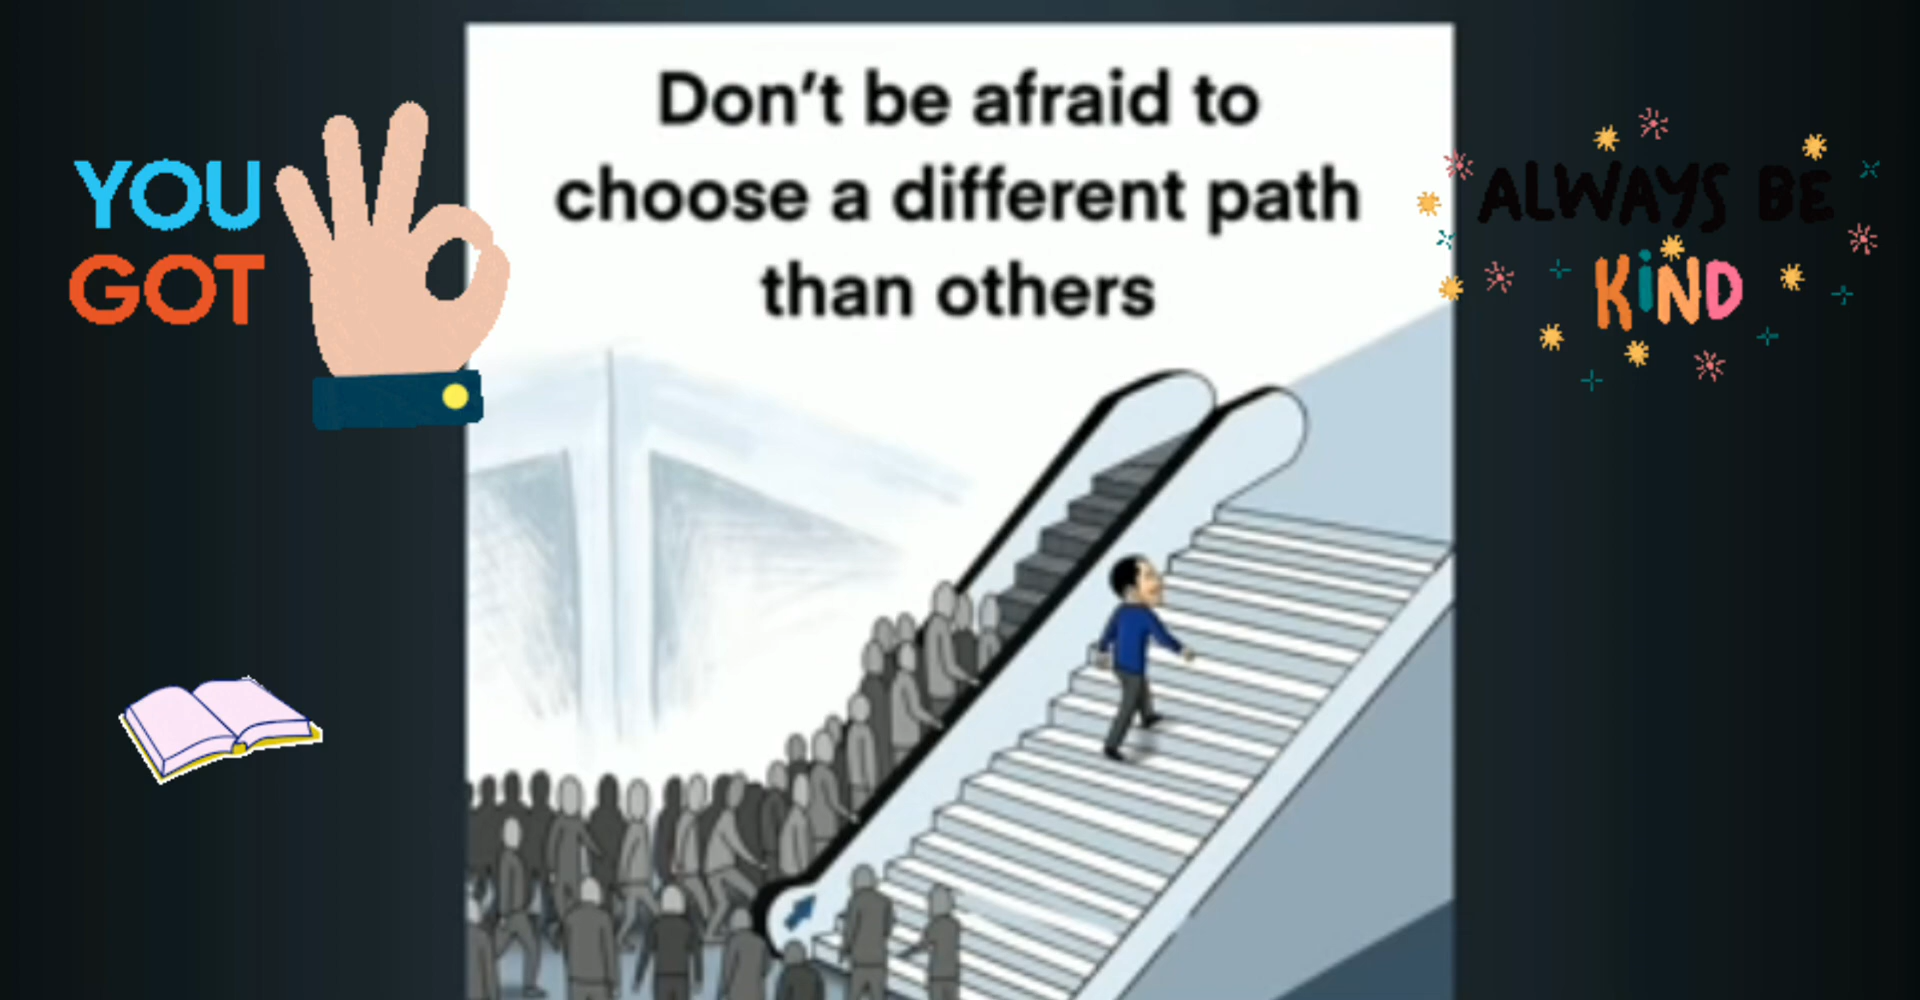 Don't be afraid to
choose a different path
than others
YOU
GOT
ALWAYS BE
KiND